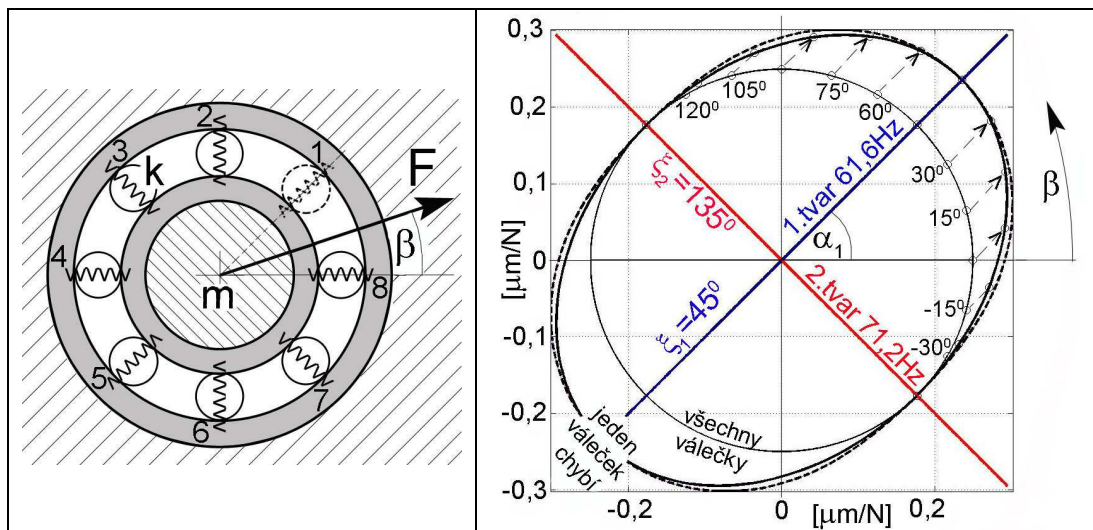 1
2
3
4
5
6
7
8
k
F
β
m
[μm/N]
0,3
0,2
0,1
0
-0,1
-0,2
-0,3
-0,2
0
0,2
[μm/N]
120⁰
105⁰
75⁰
60⁰
30⁰
15⁰
-15⁰
-30⁰
β
α₁
1.tvar 61,6Hz
2.tvar 71,2Hz
ξ₂=135⁰
ξ₁=45⁰
všechny
válečky
jeden
váleček
chybí